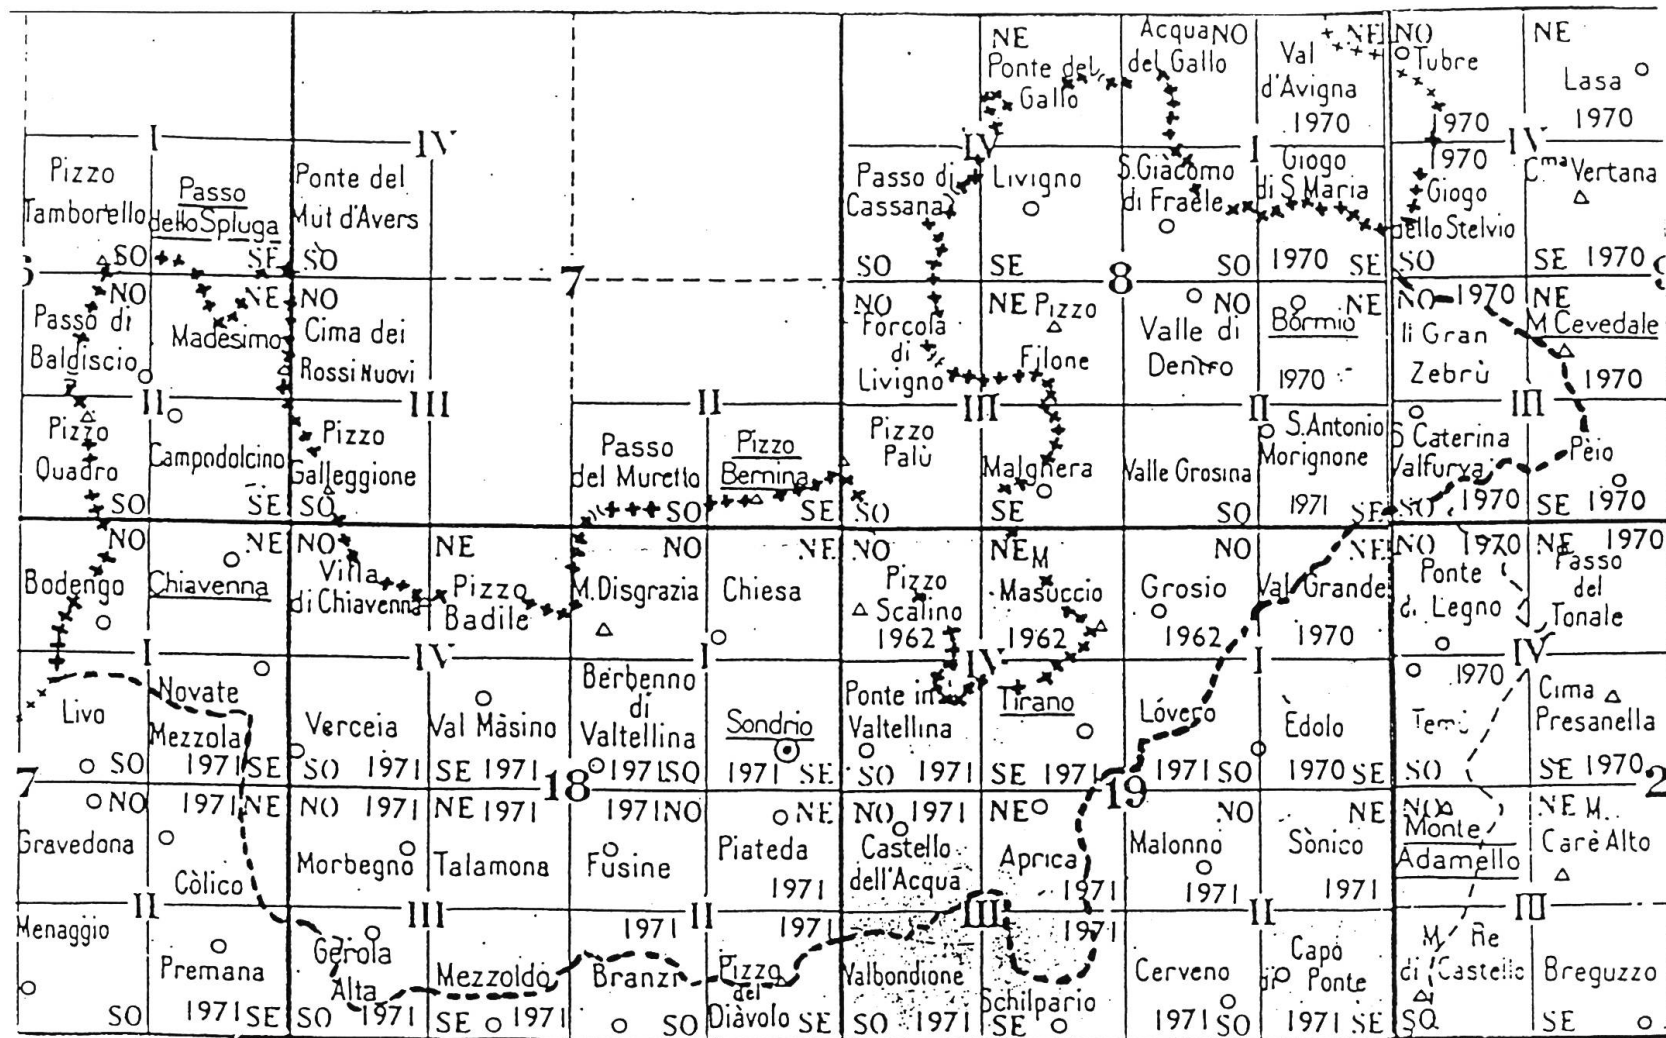 NE
Ponte del
Gallo
Acqua
del Gallo
NO
Val
d'Avigna
1970
NE
NO
Tubre
1970
NE
Lasa
1970
I
IV
IV
I
IV
Pizzo
Tamborello
SO
Passo
dello Spluga
SE
Ponte del
Mut d'Avers
SO
Passo di
Cassana
SO
Livigno
SE
S.Giàcomo
di Fraele
SO
Giogo
di S Maria
1970 SE
1970
Giogo
dello Stelvio
SO
Cma Vertana
SE 1970
6
7
8
9
NO
Passo di
Baldiscio
NE
Madésimo
NO
Cima dei
Rossi Nuovi
NO
Forcola
di
Livigno
NE Pizzo
Filone
NO
Valle di
Dentro
NE
Bórmio
1970
NO 1970
Il Gran
Zebrù
NE
M Cevedale
1970
II
III
II
III
II
III
Pizzo
Quadro
SO
Campodolcino
SE
Pizzo
Galleggione
SO
Passo
del Muretto
SO
Pizzo
Bernina
SE
Pizzo
Palù
SO
Malghera
SE
Valle Grosina
SO
S.Antonio
Morignone
1971 SE
S Caterina
Valfurva
SO 1970
Pèio
SE 1970
NO
Bodengo
NE
Chiavenna
NO
Villa
di Chiavenna
NE
Pizzo
Badile
NO
M.Disgrazia
NE
Chiesa
NO
Pizzo
Scalino
1962
NE M
Masuccio
1962
NO
Grosio
1962
NE
Val Grande
1970
NO 1970
Ponte
di Legno
NE 1970
Passo
del
Tonale
I
IV
I
IV
I
IV
Livo
SO
Novate
Mezzola
1971 SE
Verceia
SO 1971
Val Màsino
SE 1971
Berbenno
di
Valtellina
1971 SO
Sondrio
1971 SE
Ponte in
Valtellina
SO 1971
Tirano
SE 1971
Lóvero
1971 SO
Èdolo
1970 SE
1970
Temù
SO
Cima
Presanella
SE 1970
7
18
19
2
NO
Gravedona
1971 NE
Còlico
NO 1971
Morbegno
NE 1971
Talamona
1971 NO
Fùsine
NE
Piateda
1971
NO 1971
Castello
dell'Acqua
NE
Aprica
1971
NO
Malonno
1971
NE
Sònico
1971
NO
Monte
Adamello
NE M.
Carè Alto
II
III
II
III
II
III
Menaggio
SO
Premana
1971 SE
Gerola
Alta
SO 1971
Mezzoldo
SE 1971
1971
Branzi
SO
1971
Pizzo
del
Diàvolo SE
Valbondione
SO 1971
1971
Schilpario
SE
Cerveno
1971 SO
Capo
di Ponte
1971 SE
M Re
di Castello
SO
Breguzzo
SE